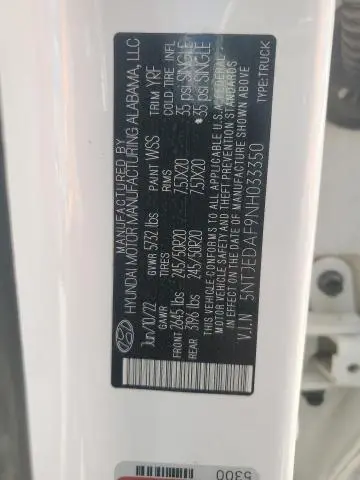 MANUFACTURED BY
HYUNDAI MOTOR MANUFACTURING ALABAMA, LLC
Jun/10/22 GVWR 5732 lbs PAINT WSS TRIM YRF
GAWR TIRES RIMS COLD TIRE INFL
FRONT 2645 lbs 245/50R20 7.5JX20 35 psi SINGLE
REAR 3196 lbs 245/50R20 7.5JX20 *35 psi SINGLE
THIS VEHICLE CONFORMS TO ALL APPLICABLE U.S.A. FEDERAL
MOTOR VEHICLE SAFETY AND THEFT PREVENTION STANDARDS
IN EFFECT ON THE DATE OF MANUFACTURE SHOWN ABOVE
V.I.N 5NTJEDAF9NH033350 TYPE:TRUCK
5300